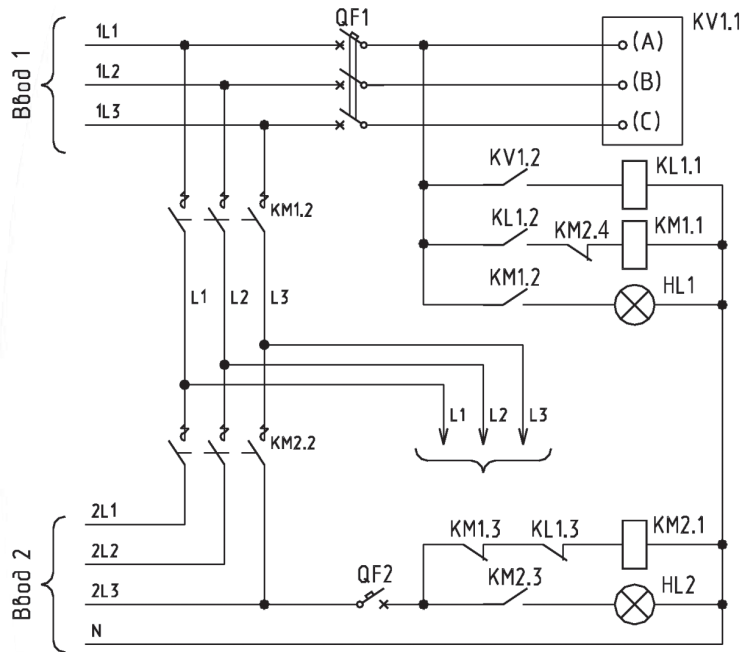 Ввод 1
1L1
1L2
1L3
QF1
KV1.1
(A)
(B)
(C)
KM1.2
KV1.2
KL1.1
KL1.2
KM2.4
KM1.1
KM1.2
HL1
L1
L2
L3
L1
L2
L3
KM2.2
Ввод 2
2L1
2L2
2L3
N
QF2
KM1.3
KL1.3
KM2.1
KM2.3
HL2